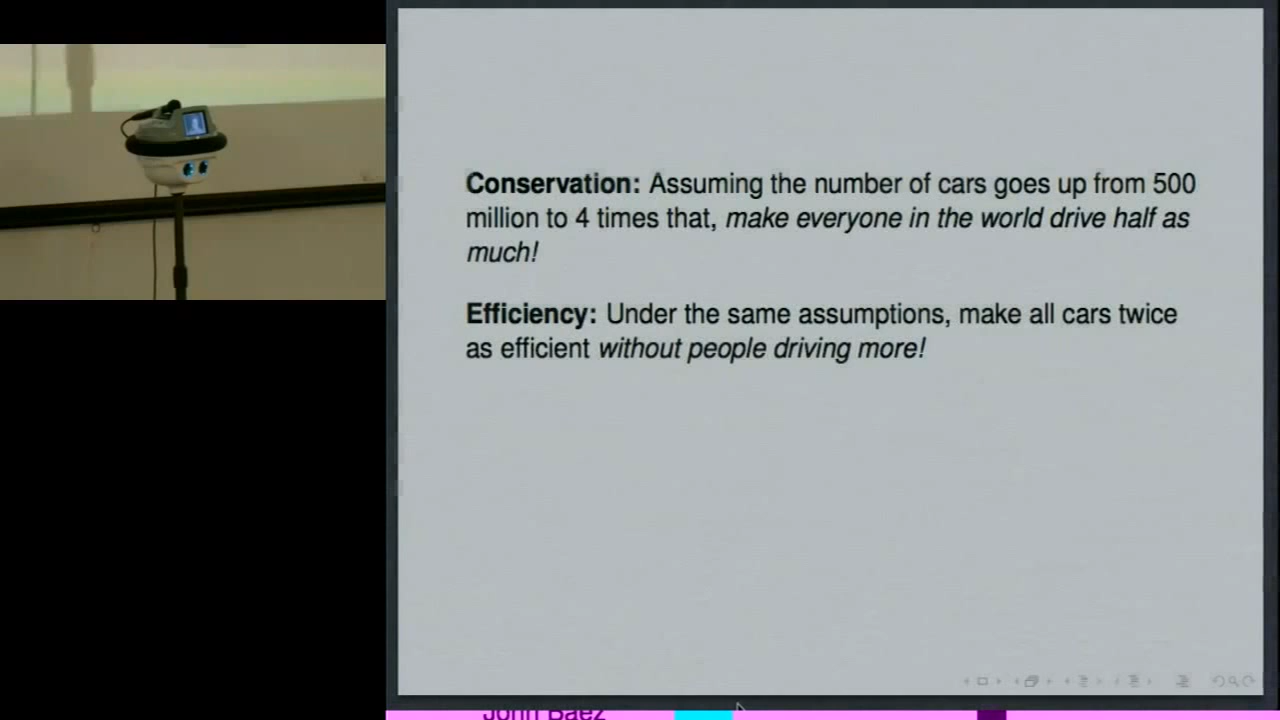 Conservation: Assuming the number of cars goes up from 500
million to 4 times that, make everyone in the world drive half as
much!
Efficiency: Under the same assumptions, make all cars twice
as efficient without people driving more!
John Baez